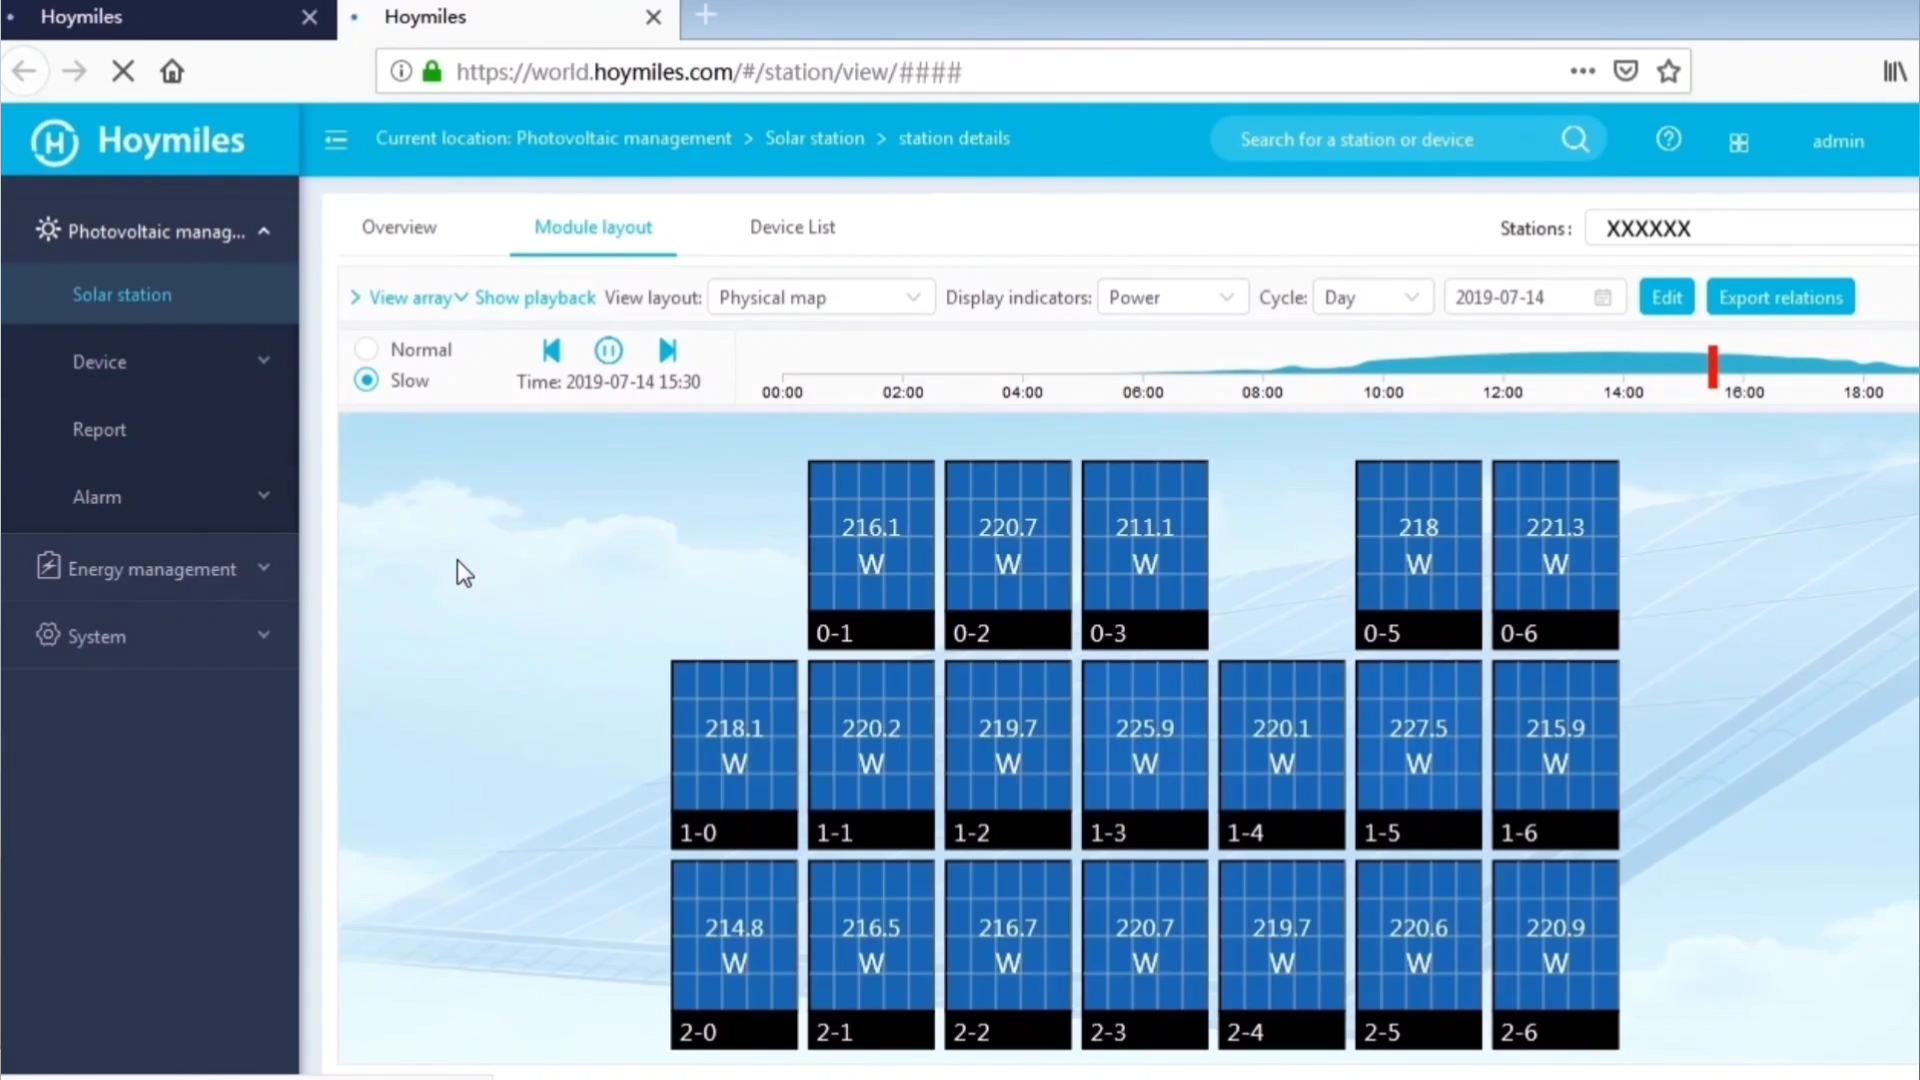 Hoymiles
Hoymiles
https://world.hoymiles.com/#/station/view/####
Hoymiles
Current location: Photovoltaic management > Solar station > station details
Search for a station or device
admin
Photovoltaic manag...
Solar station
Device
Report
Alarm
Energy management
System
Overview
Module layout
Device List
Stations:
XXXXXX
View array
Show playback
View layout:
Physical map
Display indicators:
Power
Cycle:
Day
2019-07-14
Edit
Export relations
Normal
Slow
Time: 2019-07-14 15:30
00:00 02:00 04:00 06:00 08:00 10:00 12:00 14:00 16:00 18:00
216.1 220.7 211.1 218 221.3
W W W W W
0-1 0-2 0-3 0-5 0-6
218.1 220.2 219.7 225.9 220.1 227.5 215.9
W W W W W W W
1-0 1-1 1-2 1-3 1-4 1-5 1-6
214.8 216.5 216.7 220.7 219.7 220.6 220.9
W W W W W W W
2-0 2-1 2-2 2-3 2-4 2-5 2-6